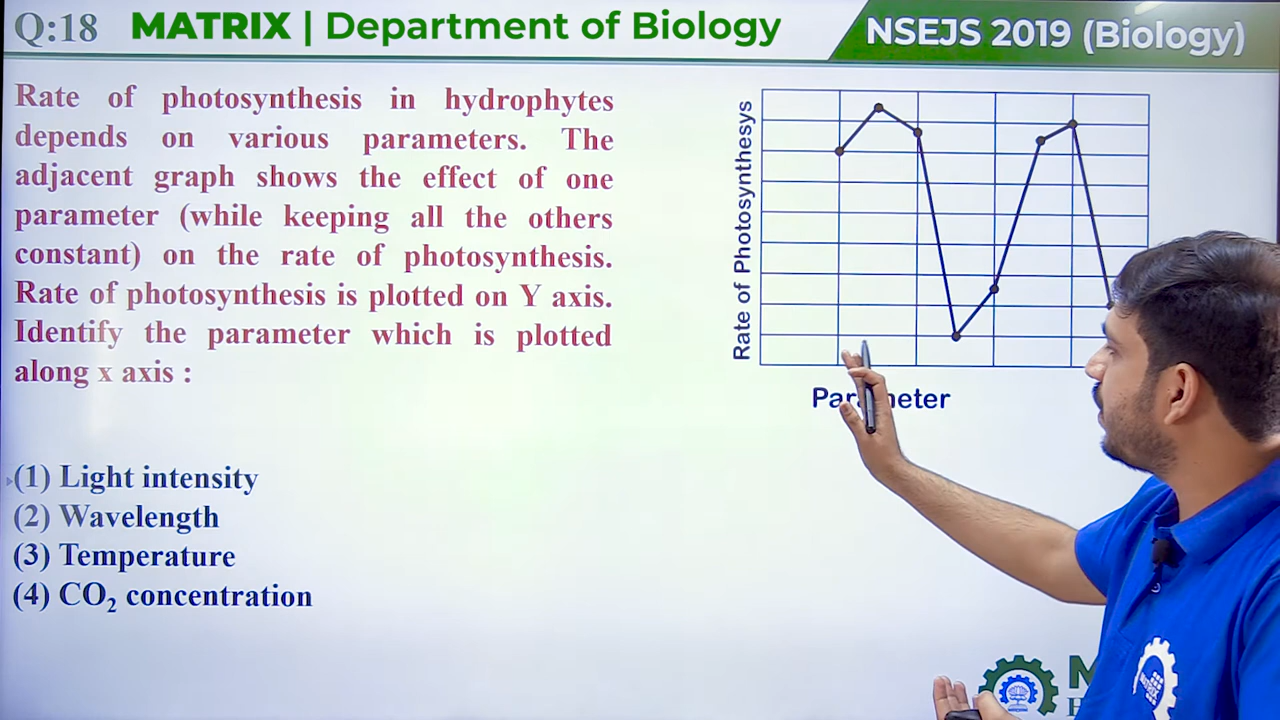 Q:18 MATRIX | Department of Biology NSEJS 2019 (Biology)
Rate of photosynthesis in hydrophytes
depends on various parameters. The
adjacent graph shows the effect of one
parameter (while keeping all the others
constant) on the rate of photosynthesis.
Rate of photosynthesis is plotted on Y axis.
Identify the parameter which is plotted
along x axis :
(1) Light intensity
(2) Wavelength
(3) Temperature
(4) CO₂ concentration
Rate of Photosynthesys
MATRIX